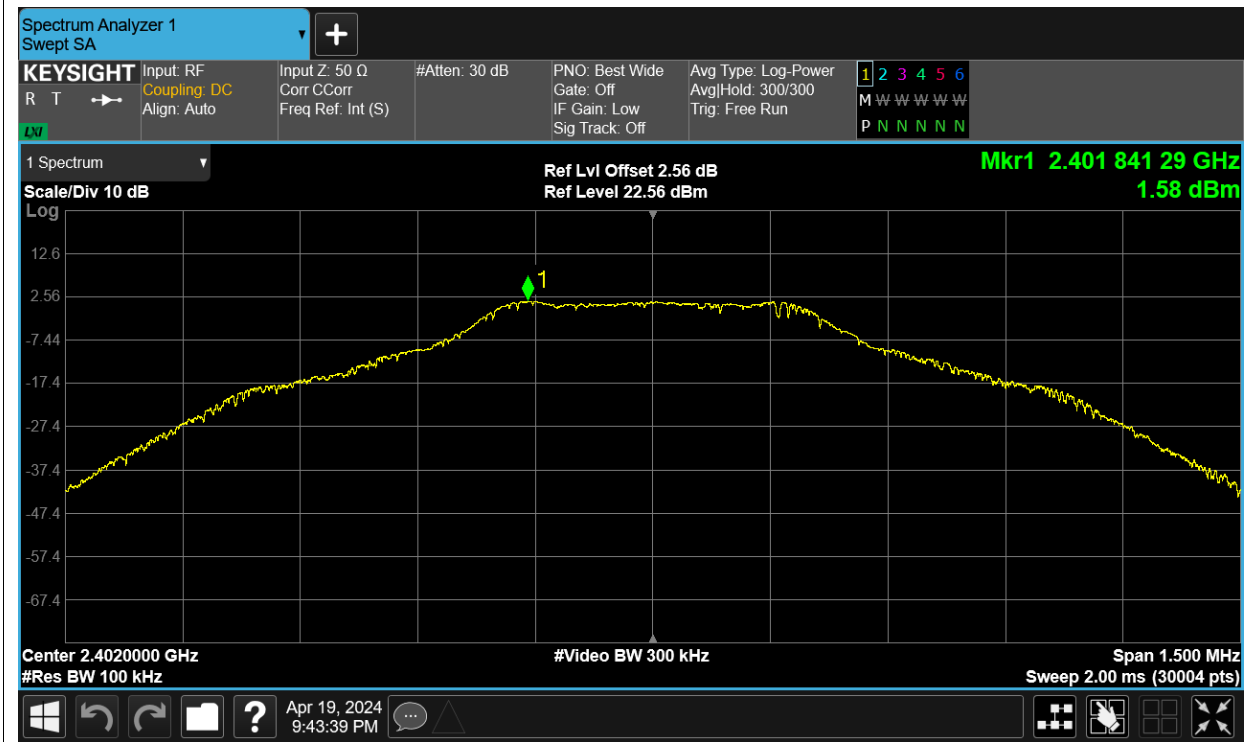 Spectrum Analyzer 1
Swept SA
KEYSIGHT
R T
LXI
Input: RF
Coupling: DC
Align: Auto
Input Z: 50 Ω
Corr CCorr
Freq Ref: Int (S)
#Atten: 30 dB
PNO: Best Wide
Gate: Off
IF Gain: Low
Sig Track: Off
Avg Type: Log-Power
Avg|Hold: 300/300
Trig: Free Run
1 2 3 4 5 6
M W W W W W
P N N N N N
1 Spectrum
Scale/Div 10 dB
Log
Ref Lvl Offset 2.56 dB
Ref Level 22.56 dBm
Mkr1 2.401 841 29 GHz
1.58 dBm
12.6
1
2.56
-7.44
-17.4
-27.4
-37.4
-47.4
-57.4
-67.4
Center 2.4020000 GHz
#Res BW 100 kHz
#Video BW 300 kHz
Span 1.500 MHz
Sweep 2.00 ms (30004 pts)
?
Apr 19, 2024
9:43:39 PM